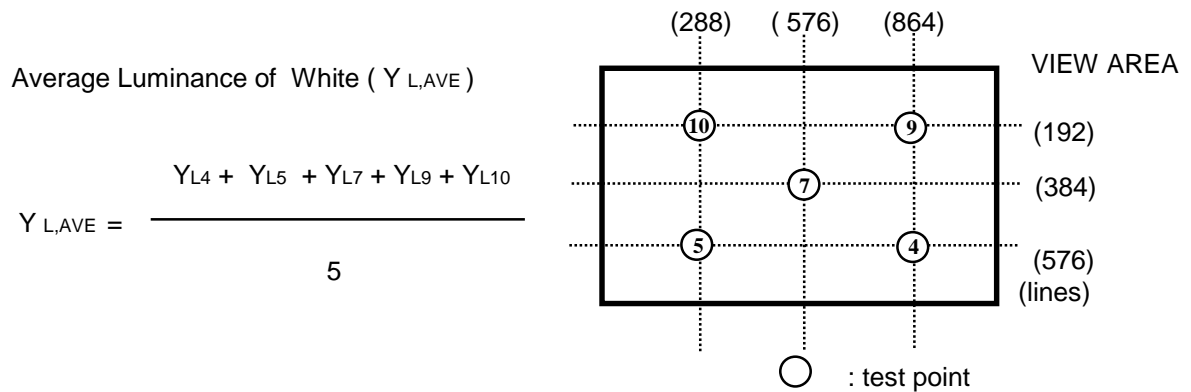 (288) ( 576) (864)
Average Luminance of White ( Y L,AVE )
VIEW AREA
10 9 (192)
YL4 + YL5 + YL7 + YL9 + YL10
7 (384)
Y L,AVE =
5 4 (576)
5
(lines)
: test point